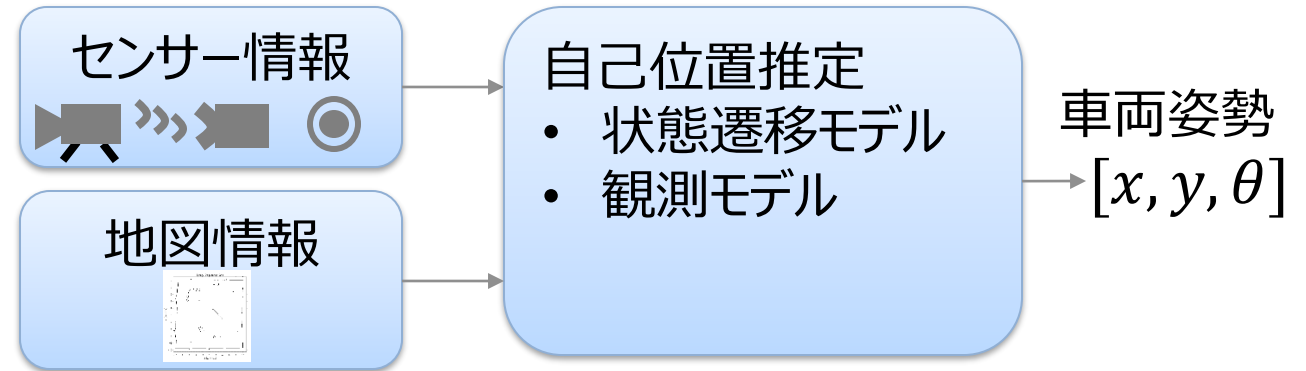 センサー情報
地図情報
自己位置推定
• 状態遷移モデル
• 観測モデル
車両姿勢
[x, y, θ]